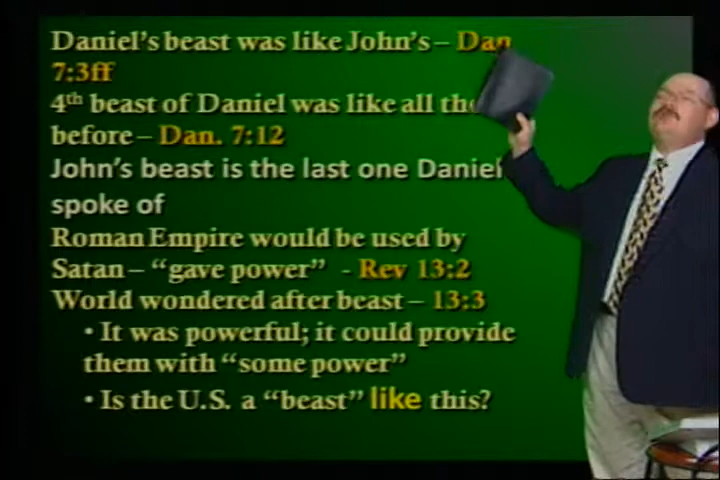 Daniel's beast was like John's – Dan
7:3ff
4th beast of Daniel was like all
before – Dan. 7:12
John's beast is the last one Daniel
spoke of
Roman Empire would be used by
Satan – “gave power” - Rev 13:2
World wondered after beast – 13:3
• It was powerful; it could provide
them with “some power”
• Is the U.S. a “beast” like this?